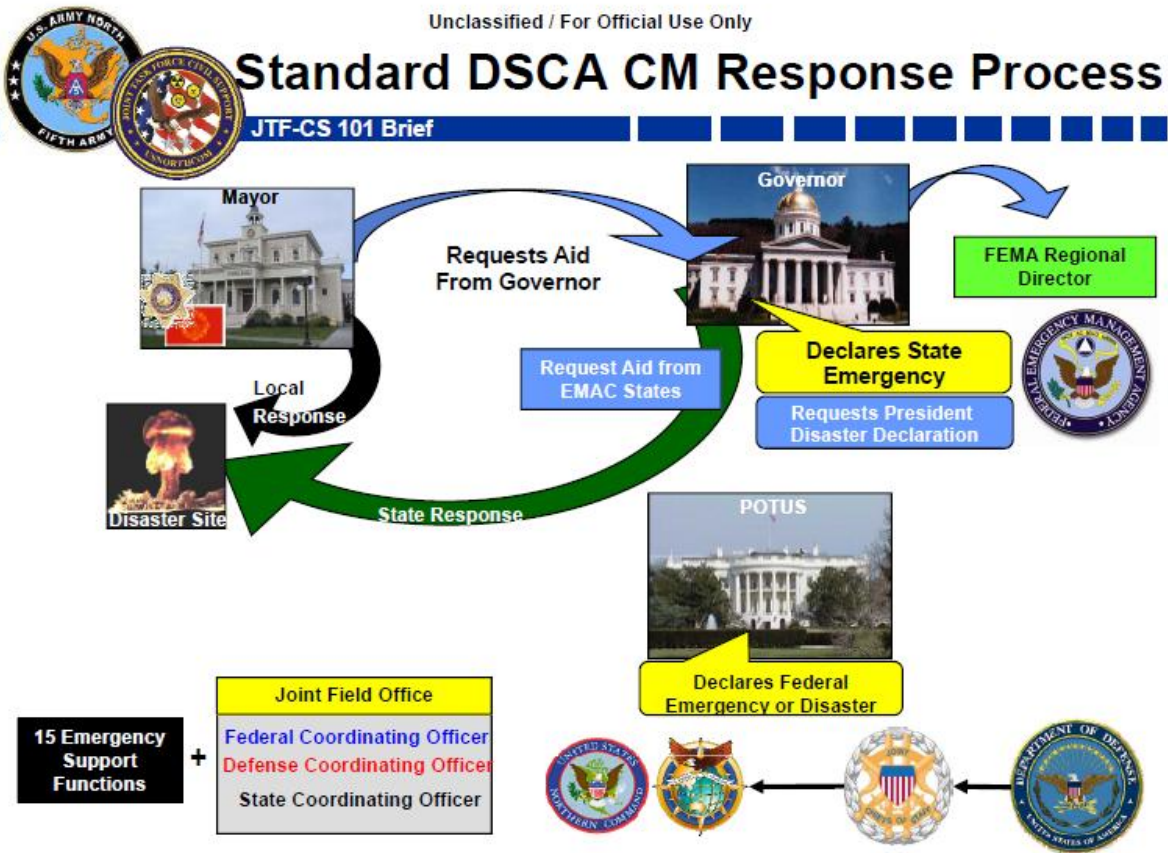 Unclassified / For Official Use Only
U.S. ARMY NORTH
FIFTH ARMY
JOINT TASK FORCE CIVIL SUPPORT
USNORTHCOM
Standard DSCA CM Response Process
JTF-CS 101 Brief
Mayor
Governor
Requests Aid
From Governor
FEMA Regional
Director
FEDERAL EMERGENCY MANAGEMENT AGENCY
Declares State
Emergency
Request Aid from
EMAC States
Requests President
Disaster Declaration
Local
Response
Disaster Site
State Response
POTUS
Declares Federal
Emergency or Disaster
Joint Field Office
15 Emergency
Support
Functions
+
Federal Coordinating Officer
Defense Coordinating Officer
State Coordinating Officer
UNITED STATES
NORTHERN COMMAND
JOINT
CHIEFS OF STAFF
DEPARTMENT OF DEFENSE
UNITED STATES OF AMERICA